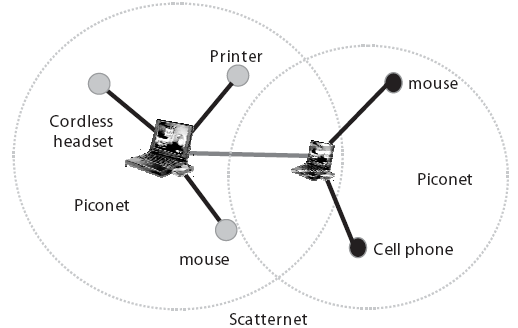 Printer
mouse
Cordless
headset
Piconet
Piconet
mouse
Cell phone
Scatternet